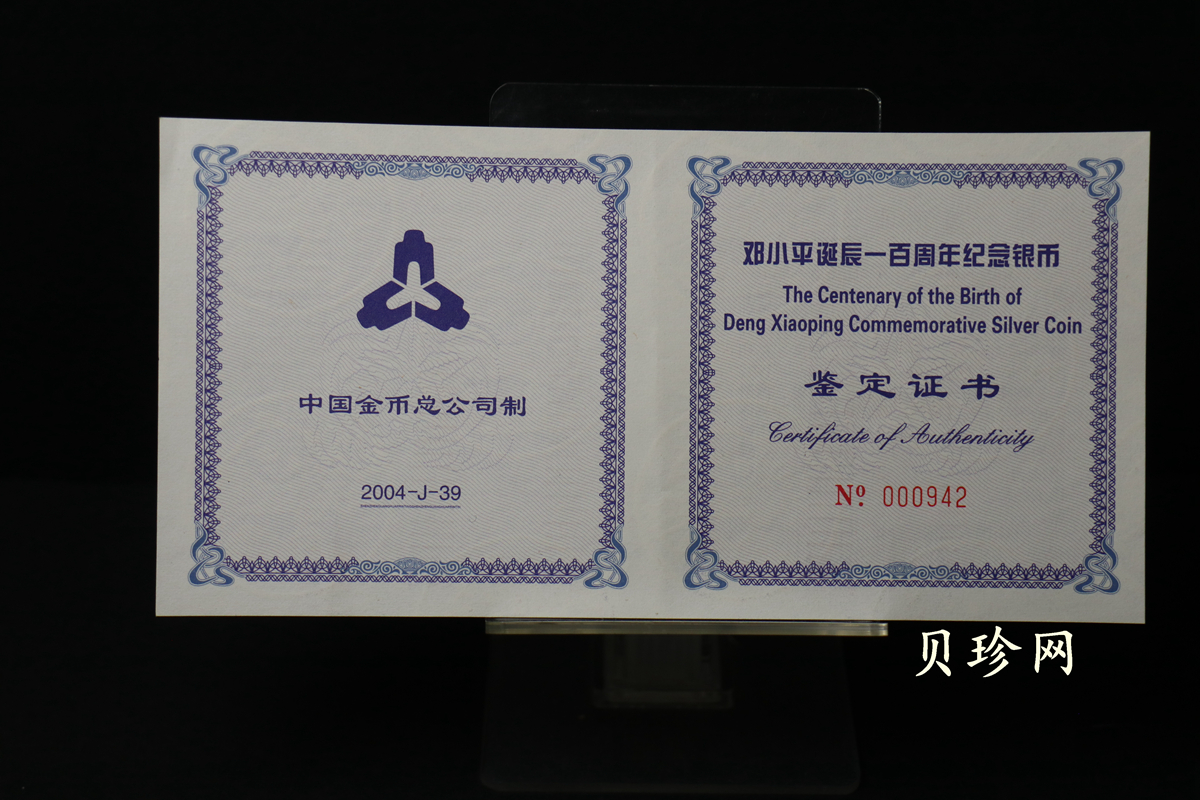 中国金币总公司制
2004-J-39
邓小平诞辰一百周年纪念银币
The Centenary of the Birth of
Deng Xiaoping Commemorative Silver Coin
鉴定证书
Certificate of Authenticity
Nº. 000942
贝珍网